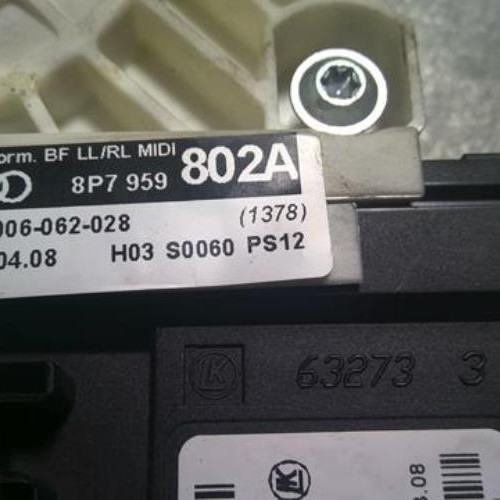 orm. BF LL/RL MIDI
8P7 959 802A
006-062-028 (1378)
04.08 H03 S0060 PS12
LK 63273 3
K
.08